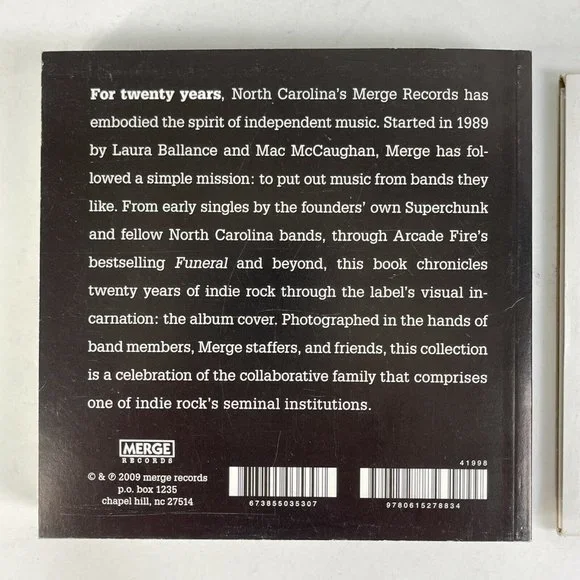 For twenty years, North Carolina's Merge Records has
embodied the spirit of independent music. Started in 1989
by Laura Ballance and Mac McCaughan, Merge has fol-
lowed a simple mission: to put out music from bands they
like. From early singles by the founders' own Superchunk
and fellow North Carolina bands, through Arcade Fire's
bestselling Funeral and beyond, this book chronicles
twenty years of indie rock through the label's visual in-
carnation: the album cover. Photographed in the hands of
band members, Merge staffers, and friends, this collection
is a celebration of the collaborative family that comprises
one of indie rock's seminal institutions.
MERGE
RECORDS
© & ℗ 2009 merge records
p.o. box 1235
chapel hill, nc 27514
673855035307
41998
9780615278834